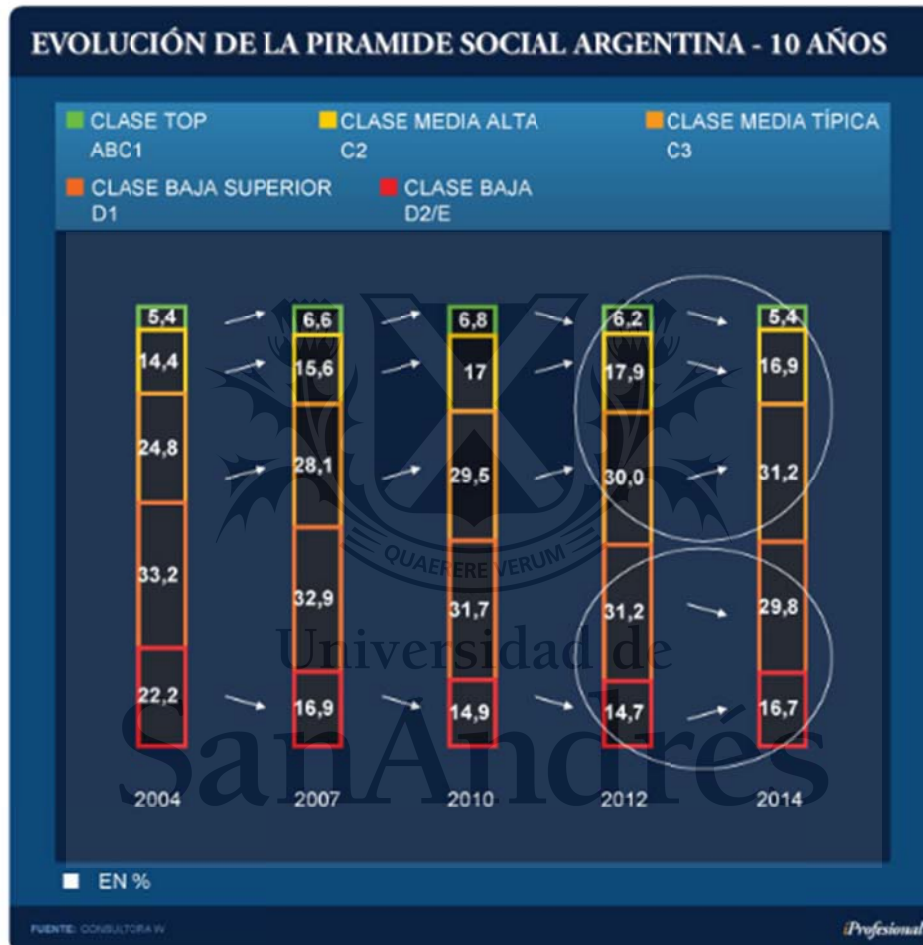 EVOLUCIÓN DE LA PIRAMIDE SOCIAL ARGENTINA - 10 AÑOS
CLASE TOP CLASE MEDIA ALTA CLASE MEDIA TÍPICA
ABC1 C2 C3
CLASE BAJA SUPERIOR CLASE BAJA
D1 D2/E
5,4 6,6 6,8 6,2 5,4
14,4 15,6 17 17,9 16,9
24,8 28,1 29,5 30,0 31,2
QUAERERE VERUM
33,2 32,9 31,7 31,2 29,8
Universidad de
22,2 16,9 14,9 14,7 16,7
SanAndrés
2004 2007 2010 2012 2014
EN %
FUENTE: CONSULTORA W iProfesional